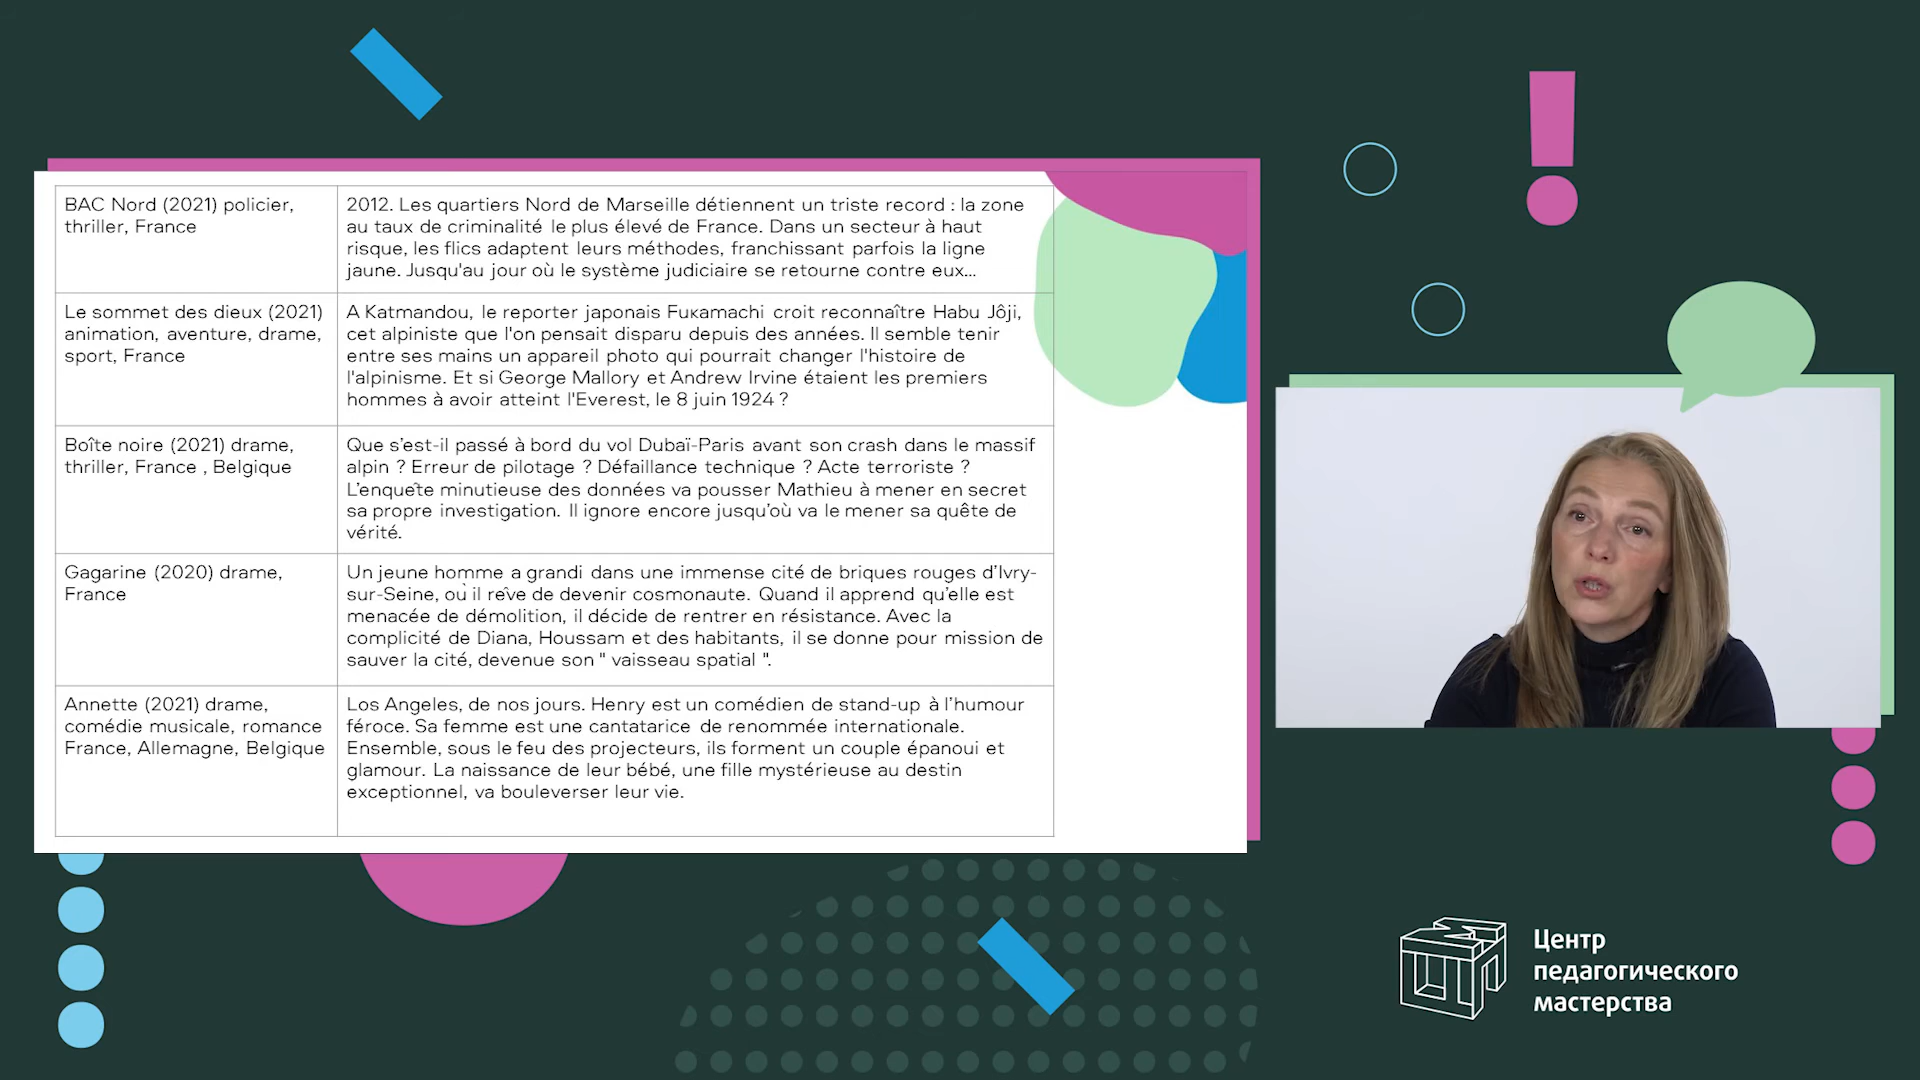 BAC Nord (2021) policier,
thriller, France
2012. Les quartiers Nord de Marseille détiennent un triste record : la zone
au taux de criminalité le plus élevé de France. Dans un secteur à haut
risque, les flics adaptent leurs méthodes, franchissant parfois la ligne
jaune. Jusqu'au jour où le système judiciaire se retourne contre eux...
Le sommet des dieux (2021)
animation, aventure, drame,
sport, France
A Katmandou, le reporter japonais Fukamachi croit reconnaître Habu Jôji,
cet alpiniste que l'on pensait disparu depuis des années. Il semble tenir
entre ses mains un appareil photo qui pourrait changer l'histoire de
l'alpinisme. Et si George Mallory et Andrew Irvine étaient les premiers
hommes à avoir atteint l'Everest, le 8 juin 1924 ?
Boîte noire (2021) drame,
thriller, France , Belgique
Que s'est-il passé à bord du vol Dubaï-Paris avant son crash dans le massif
alpin ? Erreur de pilotage ? Défaillance technique ? Acte terroriste ?
L'enquête minutieuse des données va pousser Mathieu à mener en secret
sa propre investigation. Il ignore encore jusqu'où va le mener sa quête de
vérité.
Gagarine (2020) drame,
France
Un jeune homme a grandi dans une immense cité de briques rouges d'Ivry-
sur-Seine, où il rêve de devenir cosmonaute. Quand il apprend qu'elle est
menacée de démolition, il décide de rentrer en résistance. Avec la
complicité de Diana, Houssam et des habitants, il se donne pour mission de
sauver la cité, devenue son " vaisseau spatial ".
Annette (2021) drame,
comédie musicale, romance
France, Allemagne, Belgique
Los Angeles, de nos jours. Henry est un comédien de stand-up à l'humour
féroce. Sa femme est une cantatarice de renommée internationale.
Ensemble, sous le feu des projecteurs, ils forment un couple épanoui et
glamour. La naissance de leur bébé, une fille mystérieuse au destin
exceptionnel, va bouleverser leur vie.
Центр
педагогического
мастерства